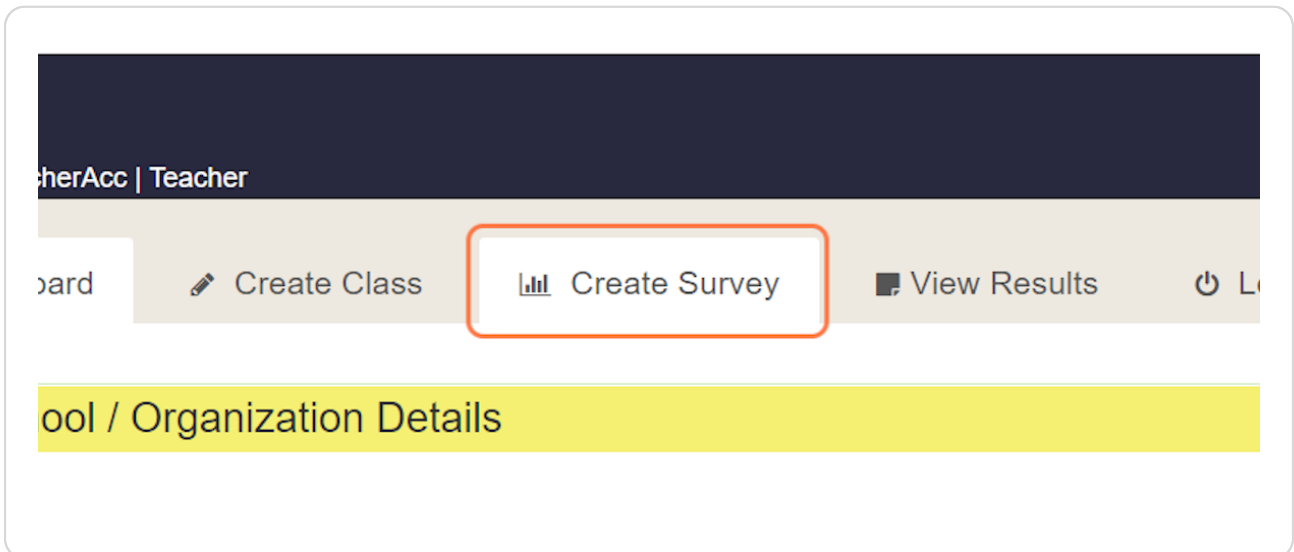 cherAcc | Teacher
oard Create Class Create Survey View Results L
ool / Organization Details